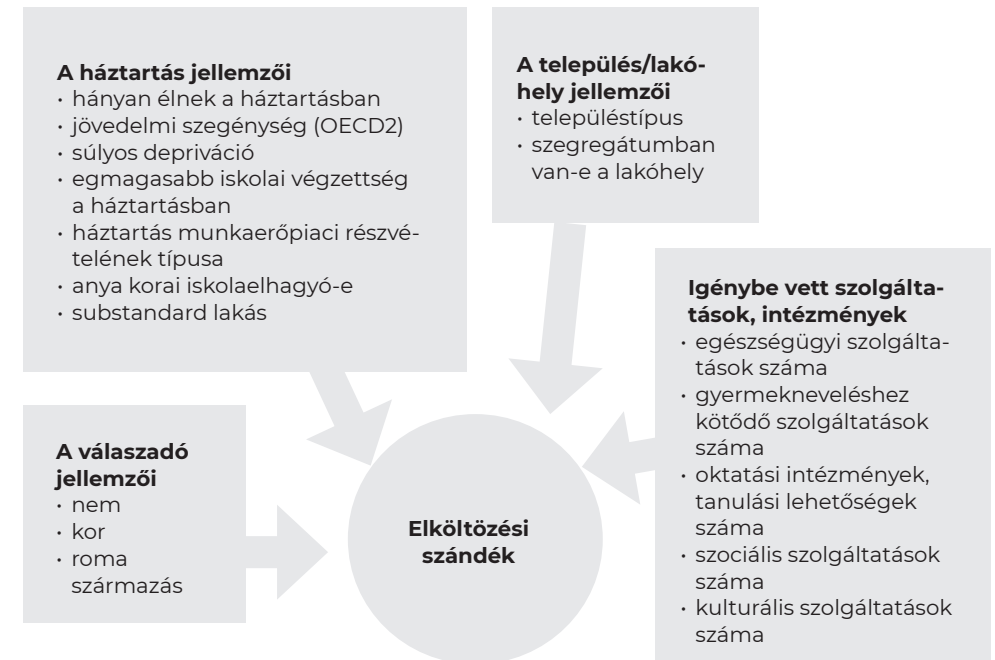 A háztartás jellemzői
• hányan élnek a háztartásban
• jövedelmi szegénység (OECD2)
• súlyos depriváció
• egmagasabb iskolai végzettség
a háztartásban
• háztartás munkaerőpiaci részvé-
telének típusa
• anya korai iskolaelhagyó-e
• substandard lakás
A település/lakó-
hely jellemzői
• településtípus
• szegregátumban
van-e a lakóhely
Igénybe vett szolgálta-
tások, intézmények
• egészségügyi szolgálta-
tások száma
• gyermekneveléshez
kötődő szolgáltatások
száma
• oktatási intézmények,
tanulási lehetőségek
száma
• szociális szolgáltatások
száma
• kulturális szolgáltatások
száma
A válaszadó
jellemzői
• nem
• kor
• roma
származás
Elköltözési
szándék